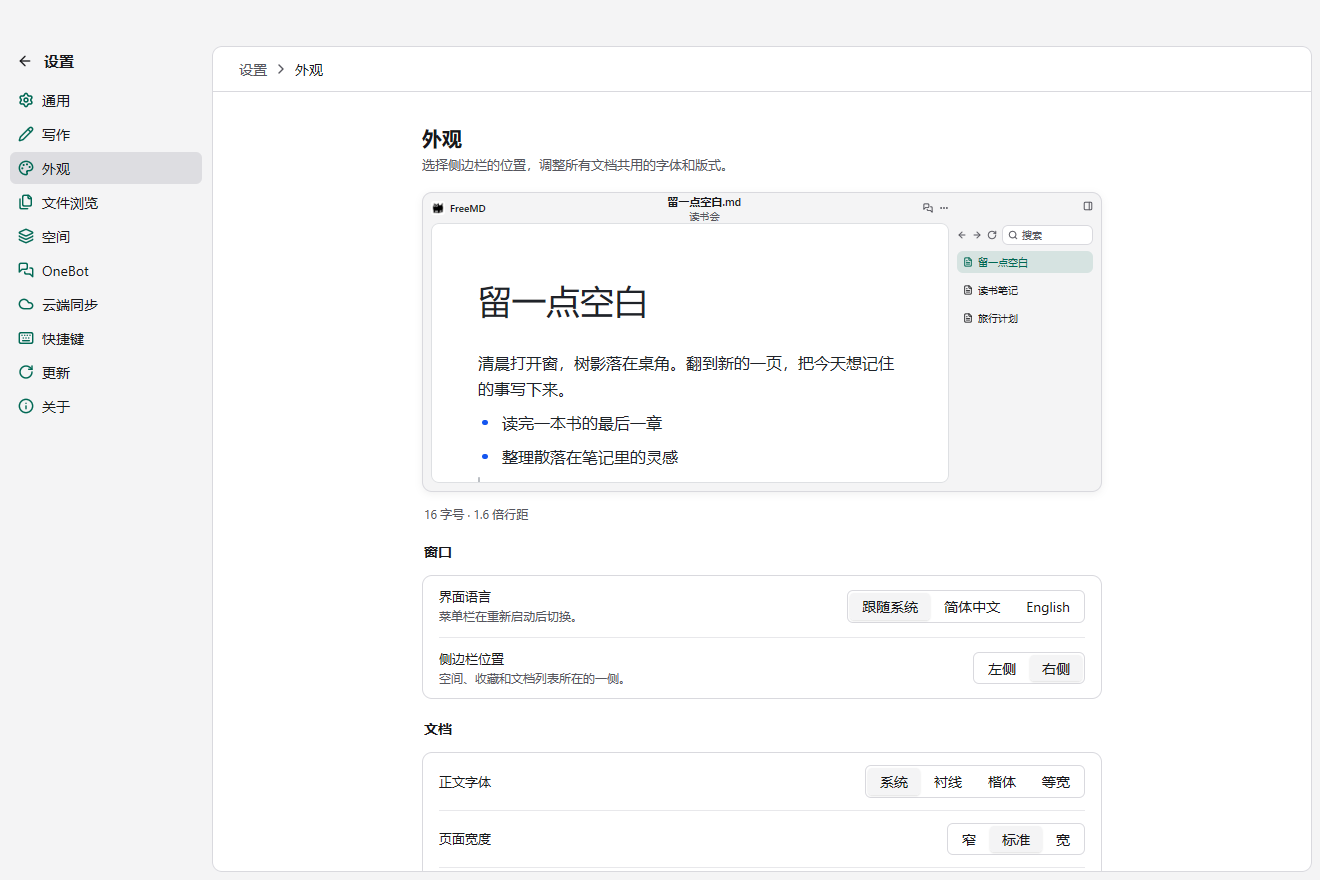 设置
通用
写作
外观
文件浏览
空间
OneBot
云端同步
快捷键
更新
关于
设置 > 外观
外观
选择侧边栏的位置，调整所有文档共用的字体和版式。
FreeMD
留一点空白.md
读书会
搜索
留一点空白
读书笔记
旅行计划
留一点空白
清晨打开窗，树影落在桌角。翻到新的一页，把今天想记住
的事写下来。
• 读完一本书的最后一章
• 整理散落在笔记里的灵感
16 字号 · 1.6 倍行距
窗口
界面语言
菜单栏在重新启动后切换。
跟随系统 简体中文 English
侧边栏位置
空间、收藏和文档列表所在的一侧。
左侧 右侧
文档
正文字体
系统 衬线 楷体 等宽
页面宽度
窄 标准 宽